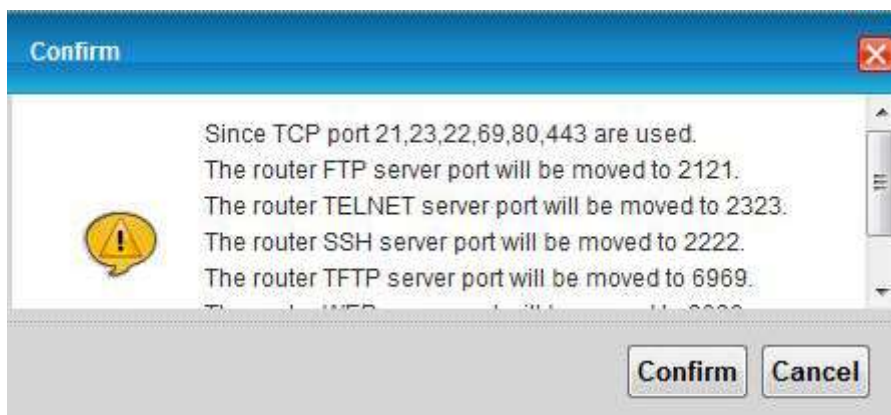 Confirm
Since TCP port 21,23,22,69,80,443 are used.
The router FTP server port will be moved to 2121.
The router TELNET server port will be moved to 2323.
The router SSH server port will be moved to 2222.
The router TFTP server port will be moved to 6969.
Confirm
Cancel